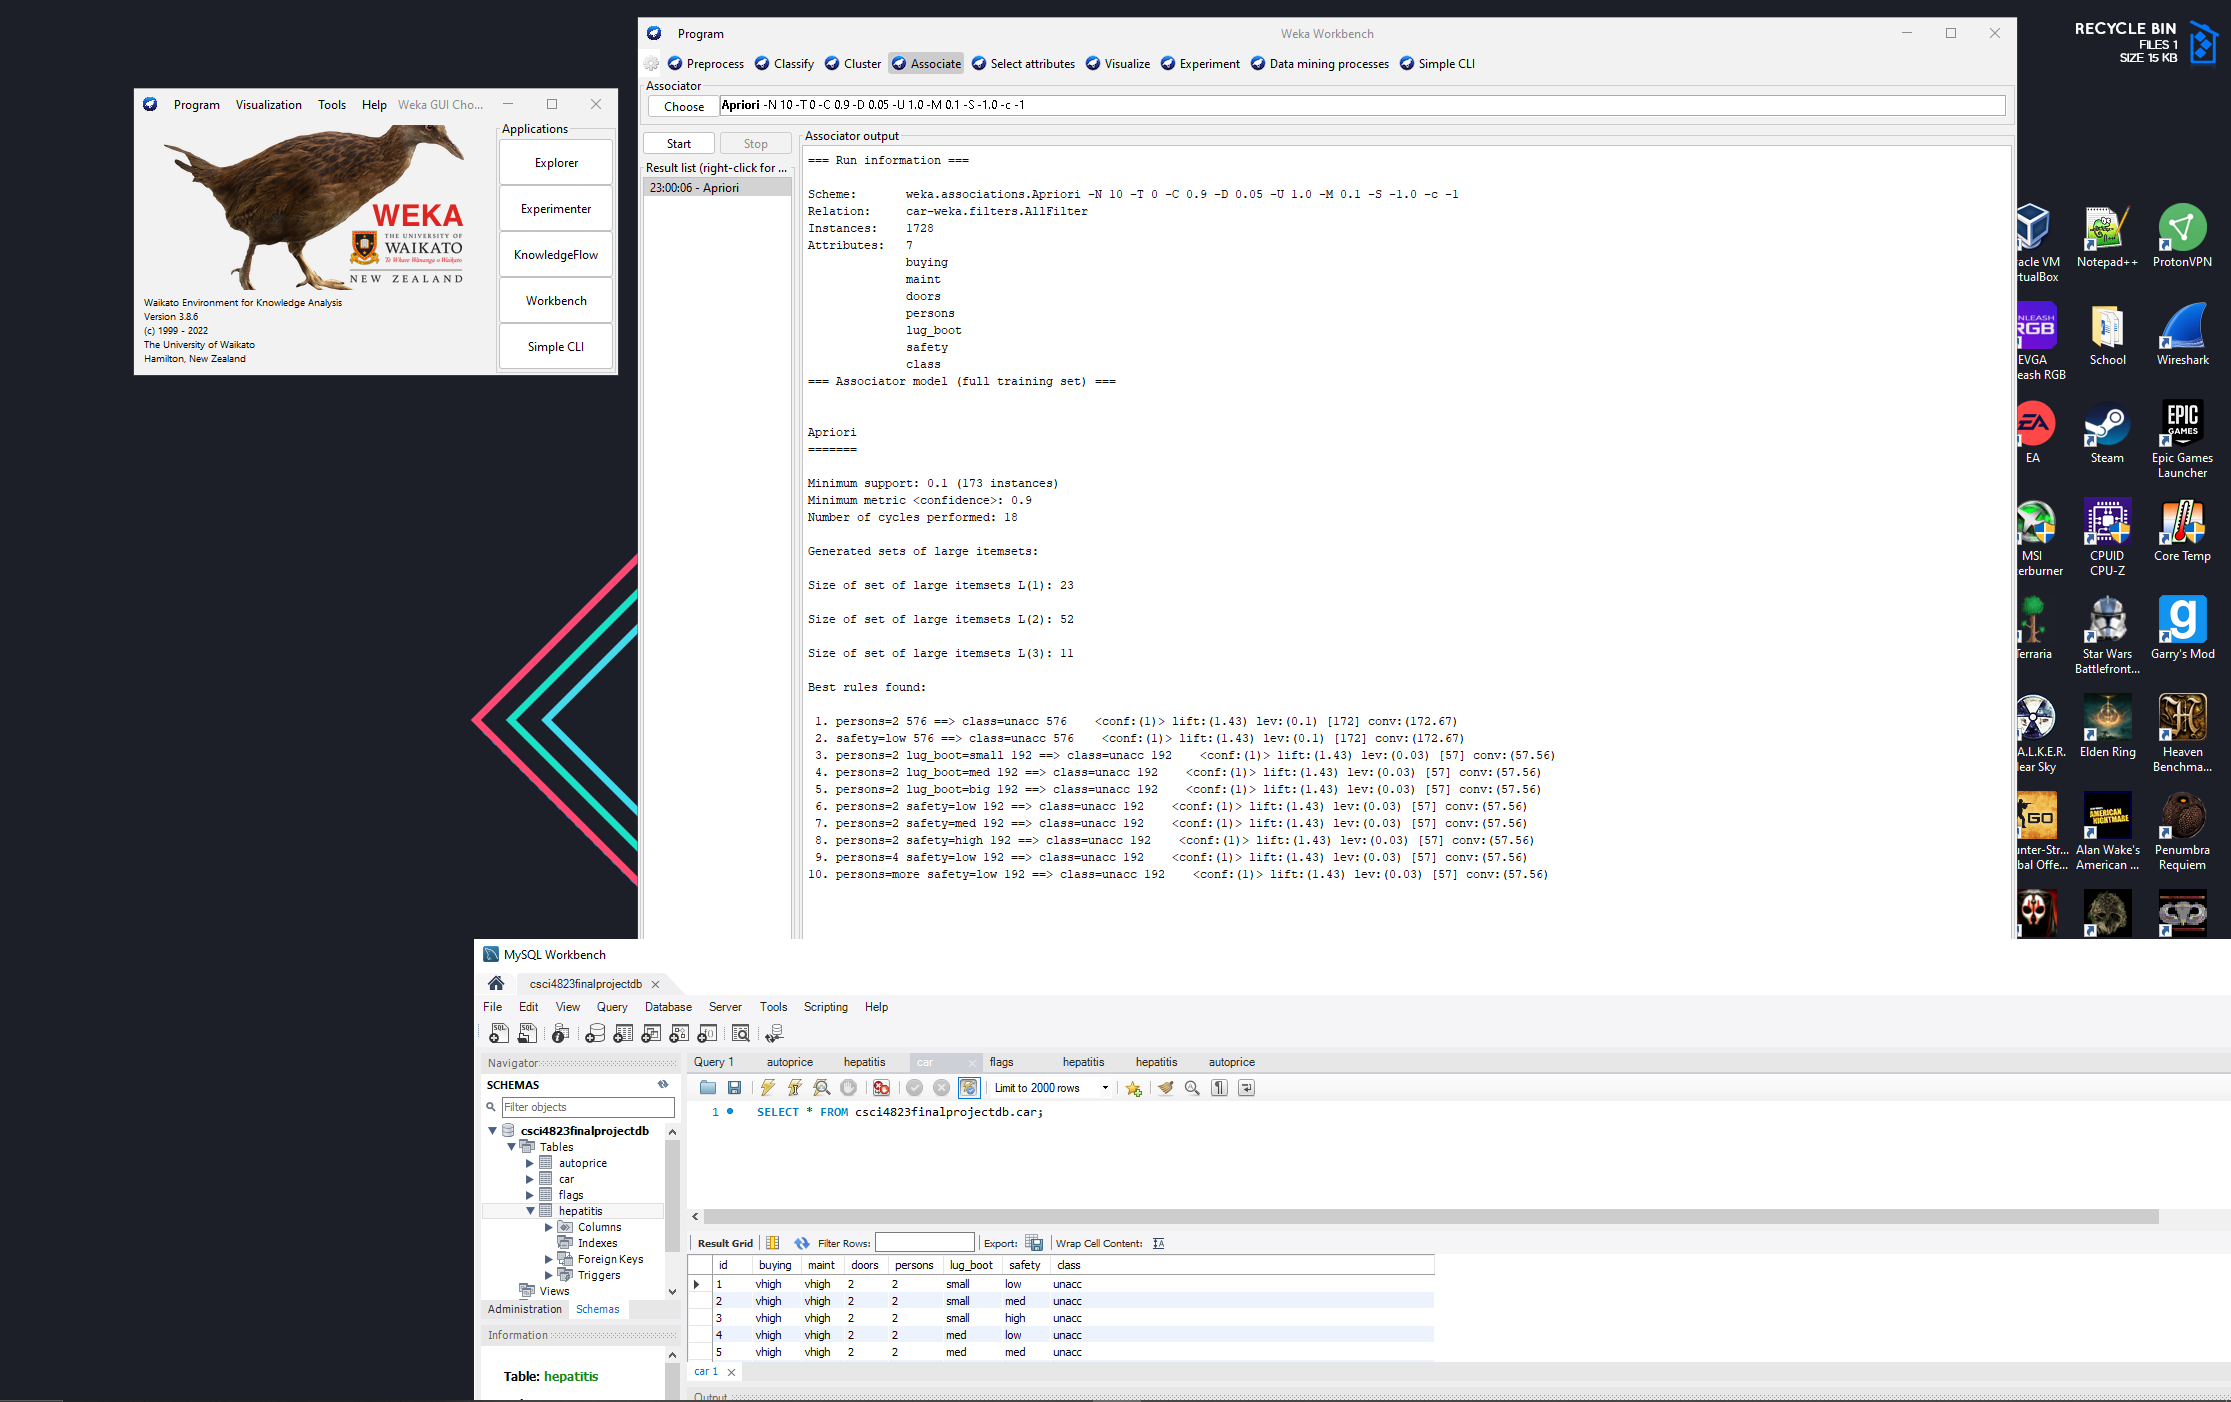 RECYCLE BIN
FILES 1
SIZE 15 KB
Program Visualization Tools Help Weka GUI Cho...
WEKA
THE UNIVERSITY OF
WAIKATO
Te Whare Wānanga o Waikato
NEW ZEALAND
Waikato Environment for Knowledge Analysis
Version 3.8.6
(c) 1999 - 2022
The University of Waikato
Hamilton, New Zealand
Applications
Explorer
Experimenter
KnowledgeFlow
Workbench
Simple CLI
Program Weka Workbench
Preprocess Classify Cluster Associate Select attributes Visualize Experiment Data mining processes Simple CLI
Associator
Choose Apriori -N 10 -T 0 -C 0.9 -D 0.05 -U 1.0 -M 0.1 -S -1.0 -c -1
Start Stop
Result list (right-click for ...
23:00:06 - Apriori
Associator output
=== Run information ===
Scheme: weka.associations.Apriori -N 10 -T 0 -C 0.9 -D 0.05 -U 1.0 -M 0.1 -S -1.0 -c -1
Relation: car-weka.filters.AllFilter
Instances: 1728
Attributes: 7
buying
maint
doors
persons
lug_boot
safety
class
=== Associator model (full training set) ===
Apriori
=======
Minimum support: 0.1 (173 instances)
Minimum metric <confidence>: 0.9
Number of cycles performed: 18
Generated sets of large itemsets:
Size of set of large itemsets L(1): 23
Size of set of large itemsets L(2): 52
Size of set of large itemsets L(3): 11
Best rules found:
1. persons=2 576 ==> class=unacc 576 <conf:(1)> lift:(1.43) lev:(0.1) [172] conv:(172.67)
2. safety=low 576 ==> class=unacc 576 <conf:(1)> lift:(1.43) lev:(0.1) [172] conv:(172.67)
3. persons=2 lug_boot=small 192 ==> class=unacc 192 <conf:(1)> lift:(1.43) lev:(0.03) [57] conv:(57.56)
4. persons=2 lug_boot=med 192 ==> class=unacc 192 <conf:(1)> lift:(1.43) lev:(0.03) [57] conv:(57.56)
5. persons=2 lug_boot=big 192 ==> class=unacc 192 <conf:(1)> lift:(1.43) lev:(0.03) [57] conv:(57.56)
6. persons=2 safety=low 192 ==> class=unacc 192 <conf:(1)> lift:(1.43) lev:(0.03) [57] conv:(57.56)
7. persons=2 safety=med 192 ==> class=unacc 192 <conf:(1)> lift:(1.43) lev:(0.03) [57] conv:(57.56)
8. persons=2 safety=high 192 ==> class=unacc 192 <conf:(1)> lift:(1.43) lev:(0.03) [57] conv:(57.56)
9. persons=4 safety=low 192 ==> class=unacc 192 <conf:(1)> lift:(1.43) lev:(0.03) [57] conv:(57.56)
10. persons=more safety=low 192 ==> class=unacc 192 <conf:(1)> lift:(1.43) lev:(0.03) [57] conv:(57.56)
acle VM Notepad++ ProtonVPN
rtualBox
NLEASH
RGB
EVGA School Wireshark
eash RGB
EA
EPIC
GAMES
EA Steam Epic Games
Launcher
MSI CPUID Core Temp
erburner CPU-Z
g
Terraria Star Wars Garry's Mod
Battlefront...
.A.L.K.E.R. Elden Ring Heaven
lear Sky Benchma...
GO
AMERICAN
NIGHTMARE
unter-Str... Alan Wake's Penumbra
bal Offe... American ... Requiem
MySQL Workbench
csci4823finalprojectdb
File Edit View Query Database Server Tools Scripting Help
Navigator
SCHEMAS
Filter objects
csci4823finalprojectdb
Tables
autoprice
car
flags
hepatitis
Columns
Indexes
Foreign Keys
Triggers
Views
Administration Schemas
Information
Table: hepatitis
Query 1 autoprice hepatitis car flags hepatitis hepatitis autoprice
Limit to 2000 rows
1 SELECT * FROM csci4823finalprojectdb.car;
Result Grid Filter Rows: Export: Wrap Cell Content:
id buying maint doors persons lug_boot safety class
1 vhigh vhigh 2 2 small low unacc
2 vhigh vhigh 2 2 small med unacc
3 vhigh vhigh 2 2 small high unacc
4 vhigh vhigh 2 2 med low unacc
5 vhigh vhigh 2 2 med med unacc
car 1
Output